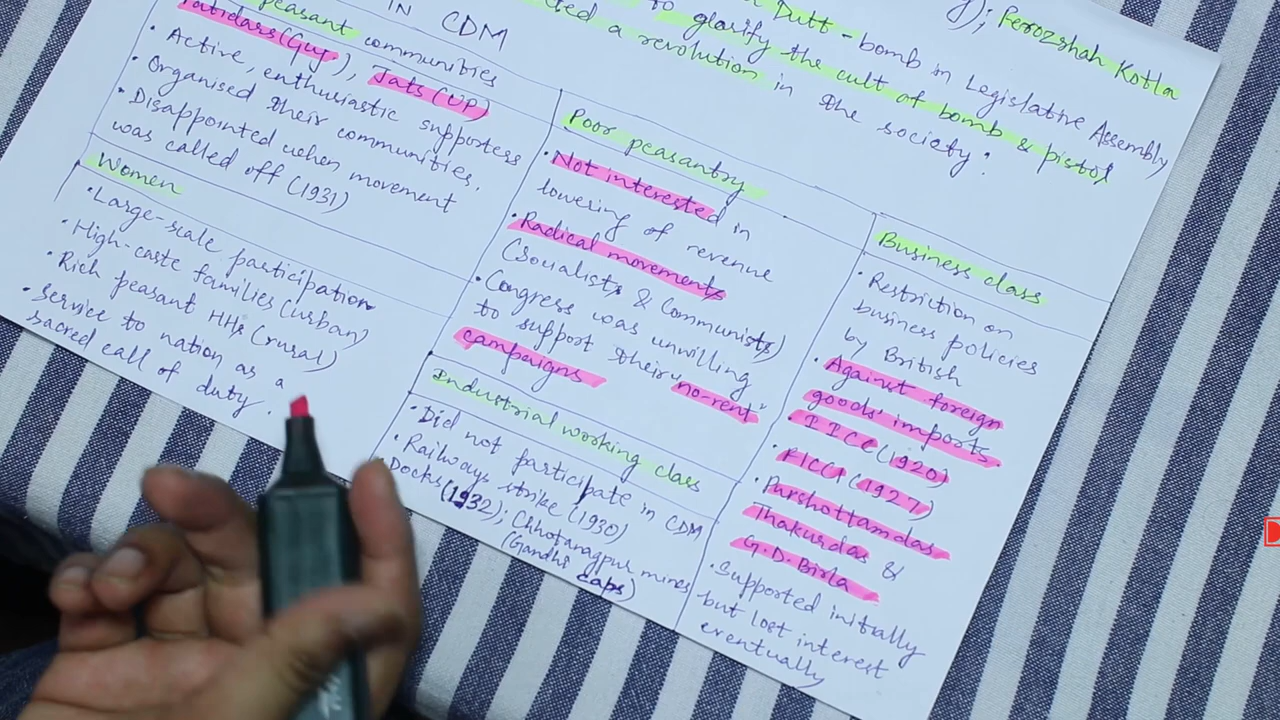 IN CDM
Dutt - bomb in Legislative Assembly
to glorify the cult of bomb & pistol
a revolution in the society.
); Ferozshah Kotla
peasant communities
Patidars (Guj), Jats (UP)
• Active, enthusiastic supporters
• Organised their communities.
• Disappointed when movement
was called off (1931)
Women
• Large-scale participation
• High-caste families (urban)
• Rich peasant HHs (rural)
• Service to nation as a
sacred call of duty.
Poor peasantry
• Not interested in
lowering of revenue
• Radical movements
(Socialists & Communists)
• Congress was unwilling
to support their "no-rent"
campaigns
Industrial working class
• Did not participate in CDM
• Railways strike (1930)
• Docks (1932); Chhotanagpur mines
(Gandhi caps)
Business class
• Restriction on
business policies
by British
• Against foreign
goods' imports.
• IICC (1920)
• FICCI (1927)
• Purshottamdas
Thakurdas &
G.D. Birla
• Supported initially
but lost interest
eventually